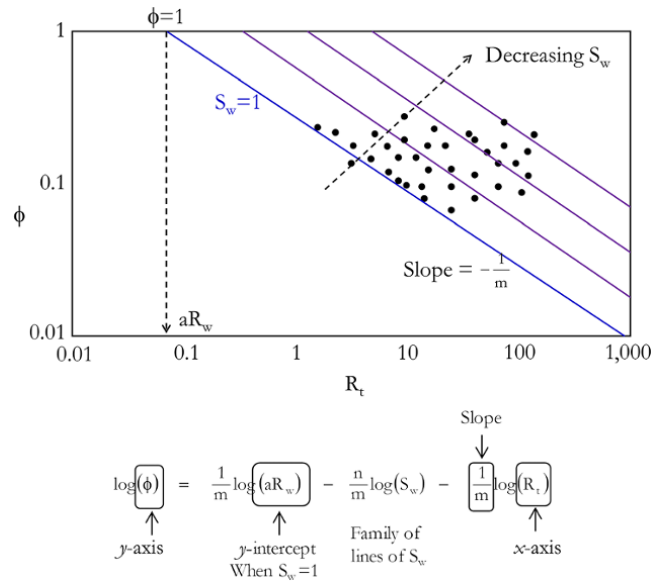 ϕ=1
1
Decreasing S_w
S_w=1
0.1
ϕ
Slope = −1/m
0.01
aR_w
0.01 0.1 1 10 100 1,000
R_t
Slope
log(ϕ) = 1/m log(aR_w) − n/m log(S_w) − 1/m log(R_t)
y-axis
y-intercept
When S_w=1
Family of
lines of S_w
x-axis